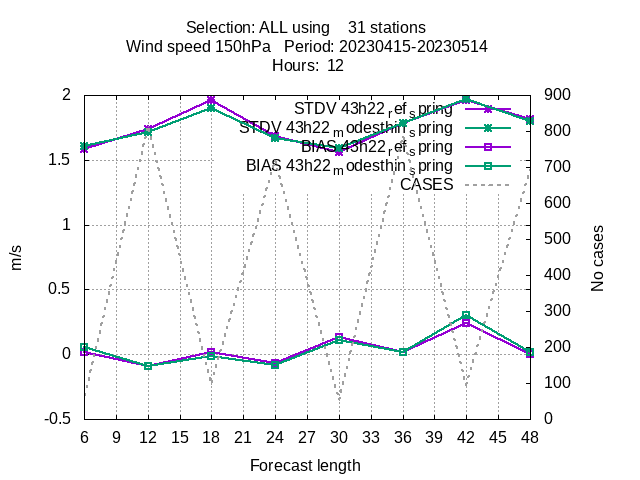 Selection: ALL using    31 stations
Wind speed 150hPa   Period: 20230415-20230514
Hours:  12
STDV 43h22_ref_spring
STDV 43h22_modesthin_spring
BIAS 43h22_ref_spring
BIAS 43h22_modesthin_spring
CASES
m/s
No cases
2
1.5
1
0.5
0
-0.5
900
800
700
600
500
400
300
200
100
0
6 9 12 15 18 21 24 27 30 33 36 39 42 45 48
Forecast length